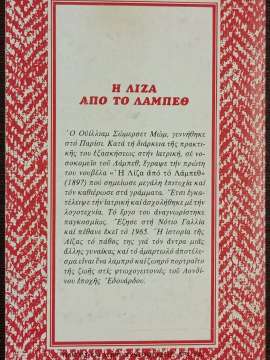 Η ΛΙΖΑ
ΑΠΟ ΤΟ ΛΑΜΠΕΘ
Ὁ Οὐίλλιαμ Σώμερσετ Μώμ, γεννήθηκε
στό Παρίσι. Κατά τή διάρκεια τῆς πρακτι-
κῆς του ἐξασκήσεως στήν ἰατρική, σέ νο-
σοκομεῖο τοῦ Λάμπεθ, ἔγραψε τήν πρώτη
του νουβέλα «Ἡ Λίζα ἀπό τό Λάμπεθ»
(1897) πού σημείωσε μεγάλη ἐπιτυχία καί
τόν καθιέρωσε στά γράμματα. Ἔτσι ἐγκα-
τέλειψε τήν ἰατρική καί ἀσχολήθηκε μέ τήν
λογοτεχνία. Τό ἔργο του ἀναγνωρίστηκε
παγκοσμίως. Ἔζησε στή Νότιο Γαλλία
καί πέθανε ἐκεῖ τό 1965. Ἡ ἱστορία τῆς
Λίζας τό πάθος της γιά τόν ἄντρα μιᾶς
ἄλλης γυναίκας καί τό ἁμαρτωλό ἀποτέλε-
σμα εἶναι ἕνα λαμπρό καί ζωηρό πορτραῖτο
τῆς ζωῆς στίς φτωχογειτονιές τοῦ Λονδί-
νου ἐποχῆς Ἐδουάρδου.